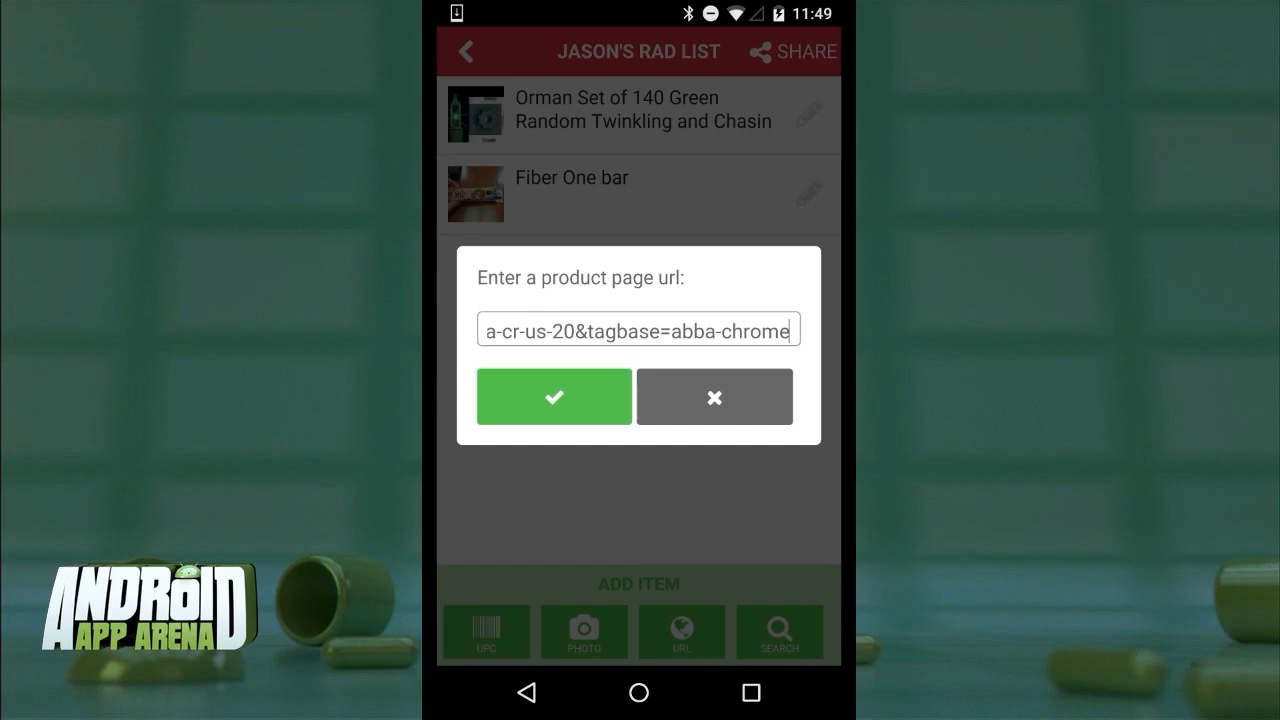 11:49
JASON'S RAD LIST
SHARE
Orman Set of 140 Green
Random Twinkling and Chasin
Fiber One bar
Enter a product page url:
a-cr-us-20&tagbase=abba-chrome
ADD ITEM
UPC
PHOTO
URL
SEARCH
ANDROID
APP ARENA